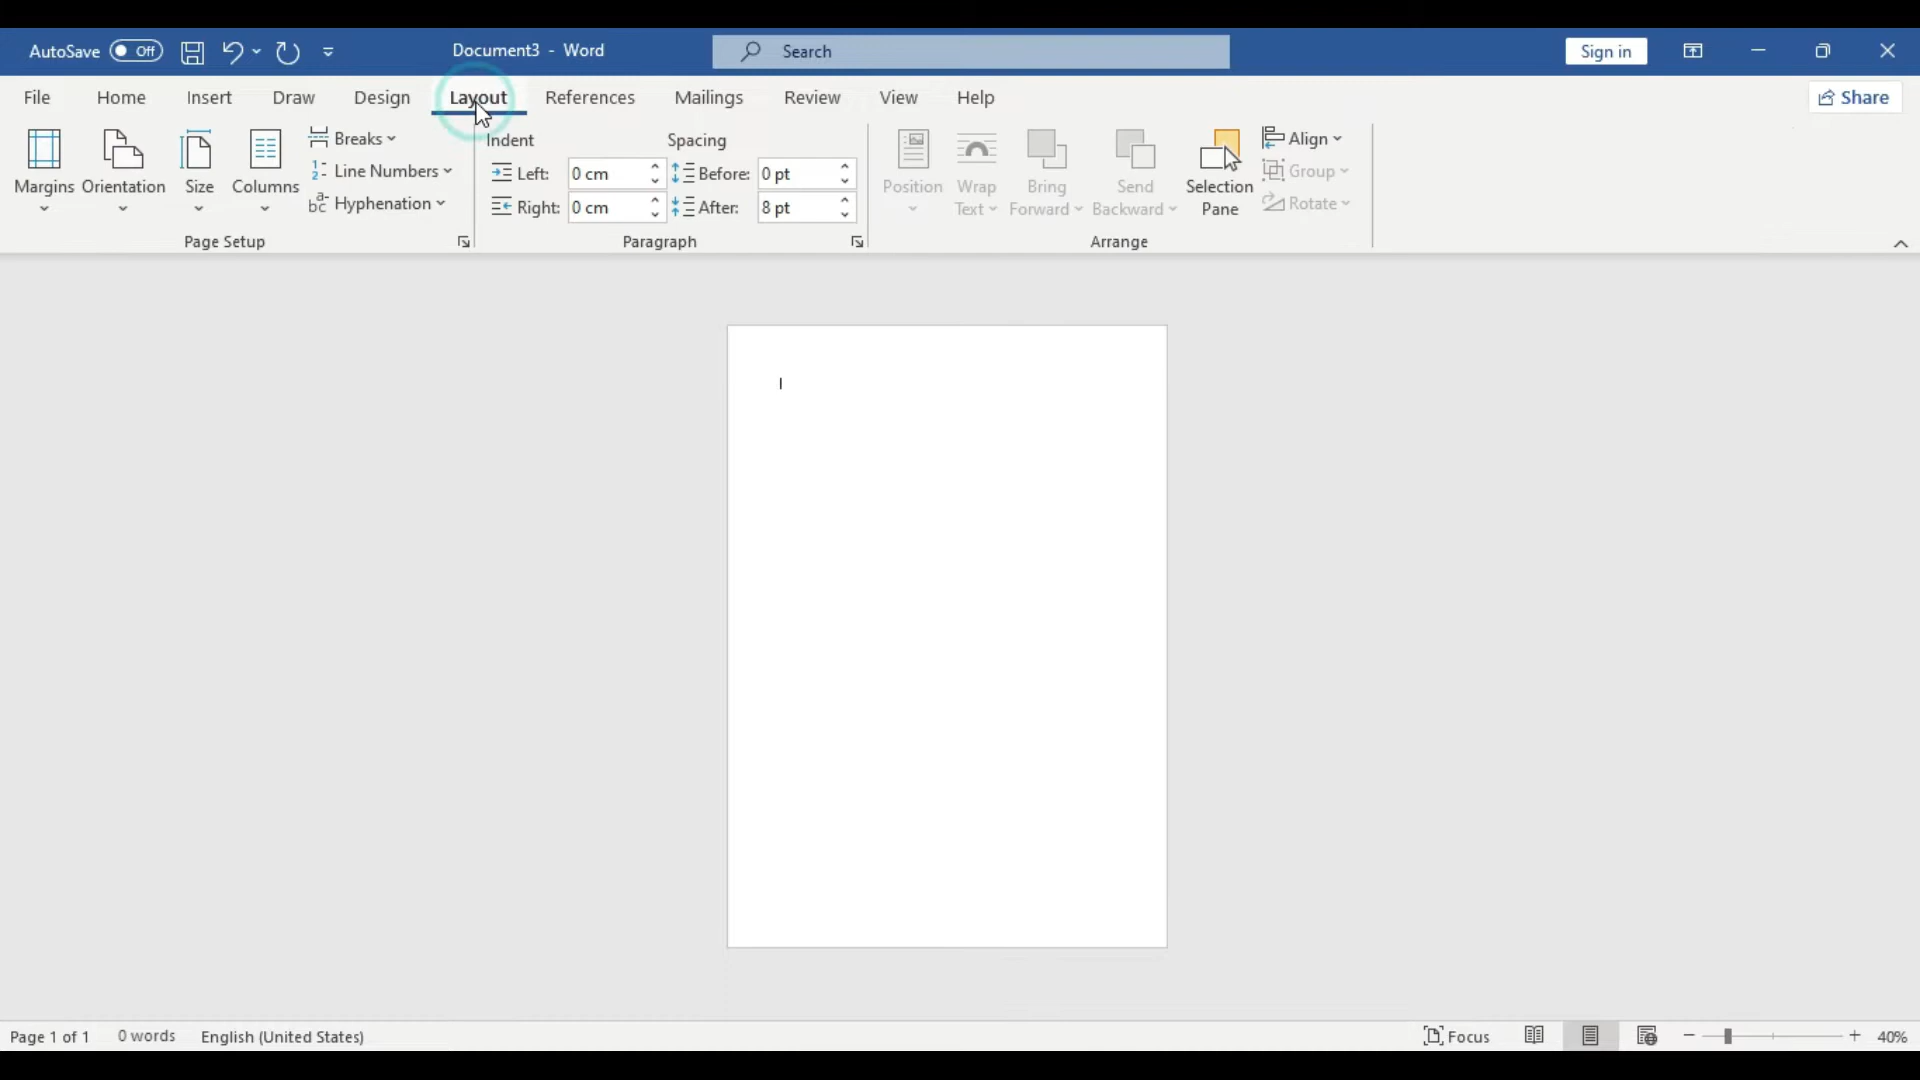 AutoSave Off Document3 - Word Search Sign in
File Home Insert Draw Design Layout References Mailings Review View Help Share
Margins Orientation Size Columns Breaks Line Numbers Hyphenation
Page Setup
Indent Spacing
Left: 0 cm Before: 0 pt
Right: 0 cm After: 8 pt
Paragraph
Position Wrap Text Bring Forward Send Backward Selection Pane Align Group Rotate
Arrange
Page 1 of 1 0 words English (United States) Focus 40%